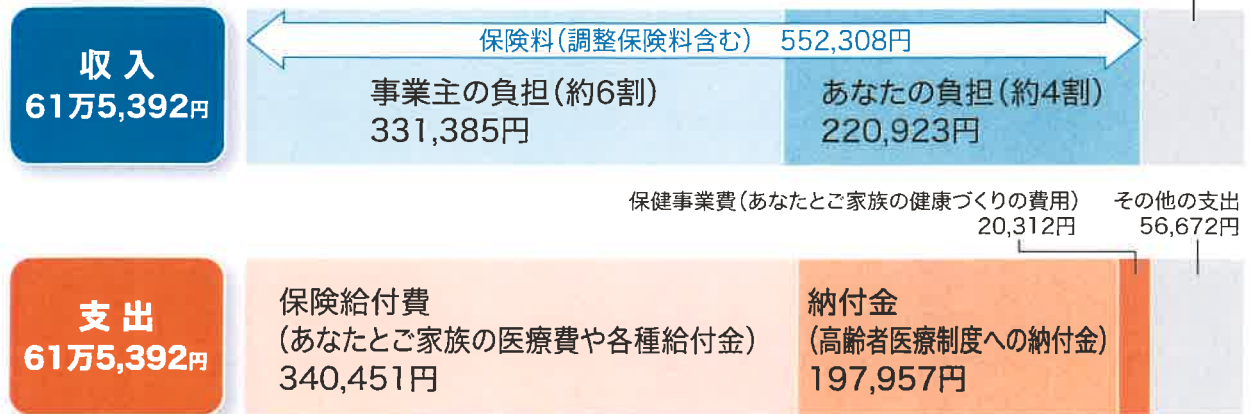 収入
61万5,392円
保険料(調整保険料含む) 552,308円
事業主の負担(約6割)
331,385円
あなたの負担(約4割)
220,923円
保健事業費(あなたとご家族の健康づくりの費用)
20,312円
その他の支出
56,672円
支出
61万5,392円
保険給付費
(あなたとご家族の医療費や各種給付金)
340,451円
納付金
(高齢者医療制度への納付金)
197,957円